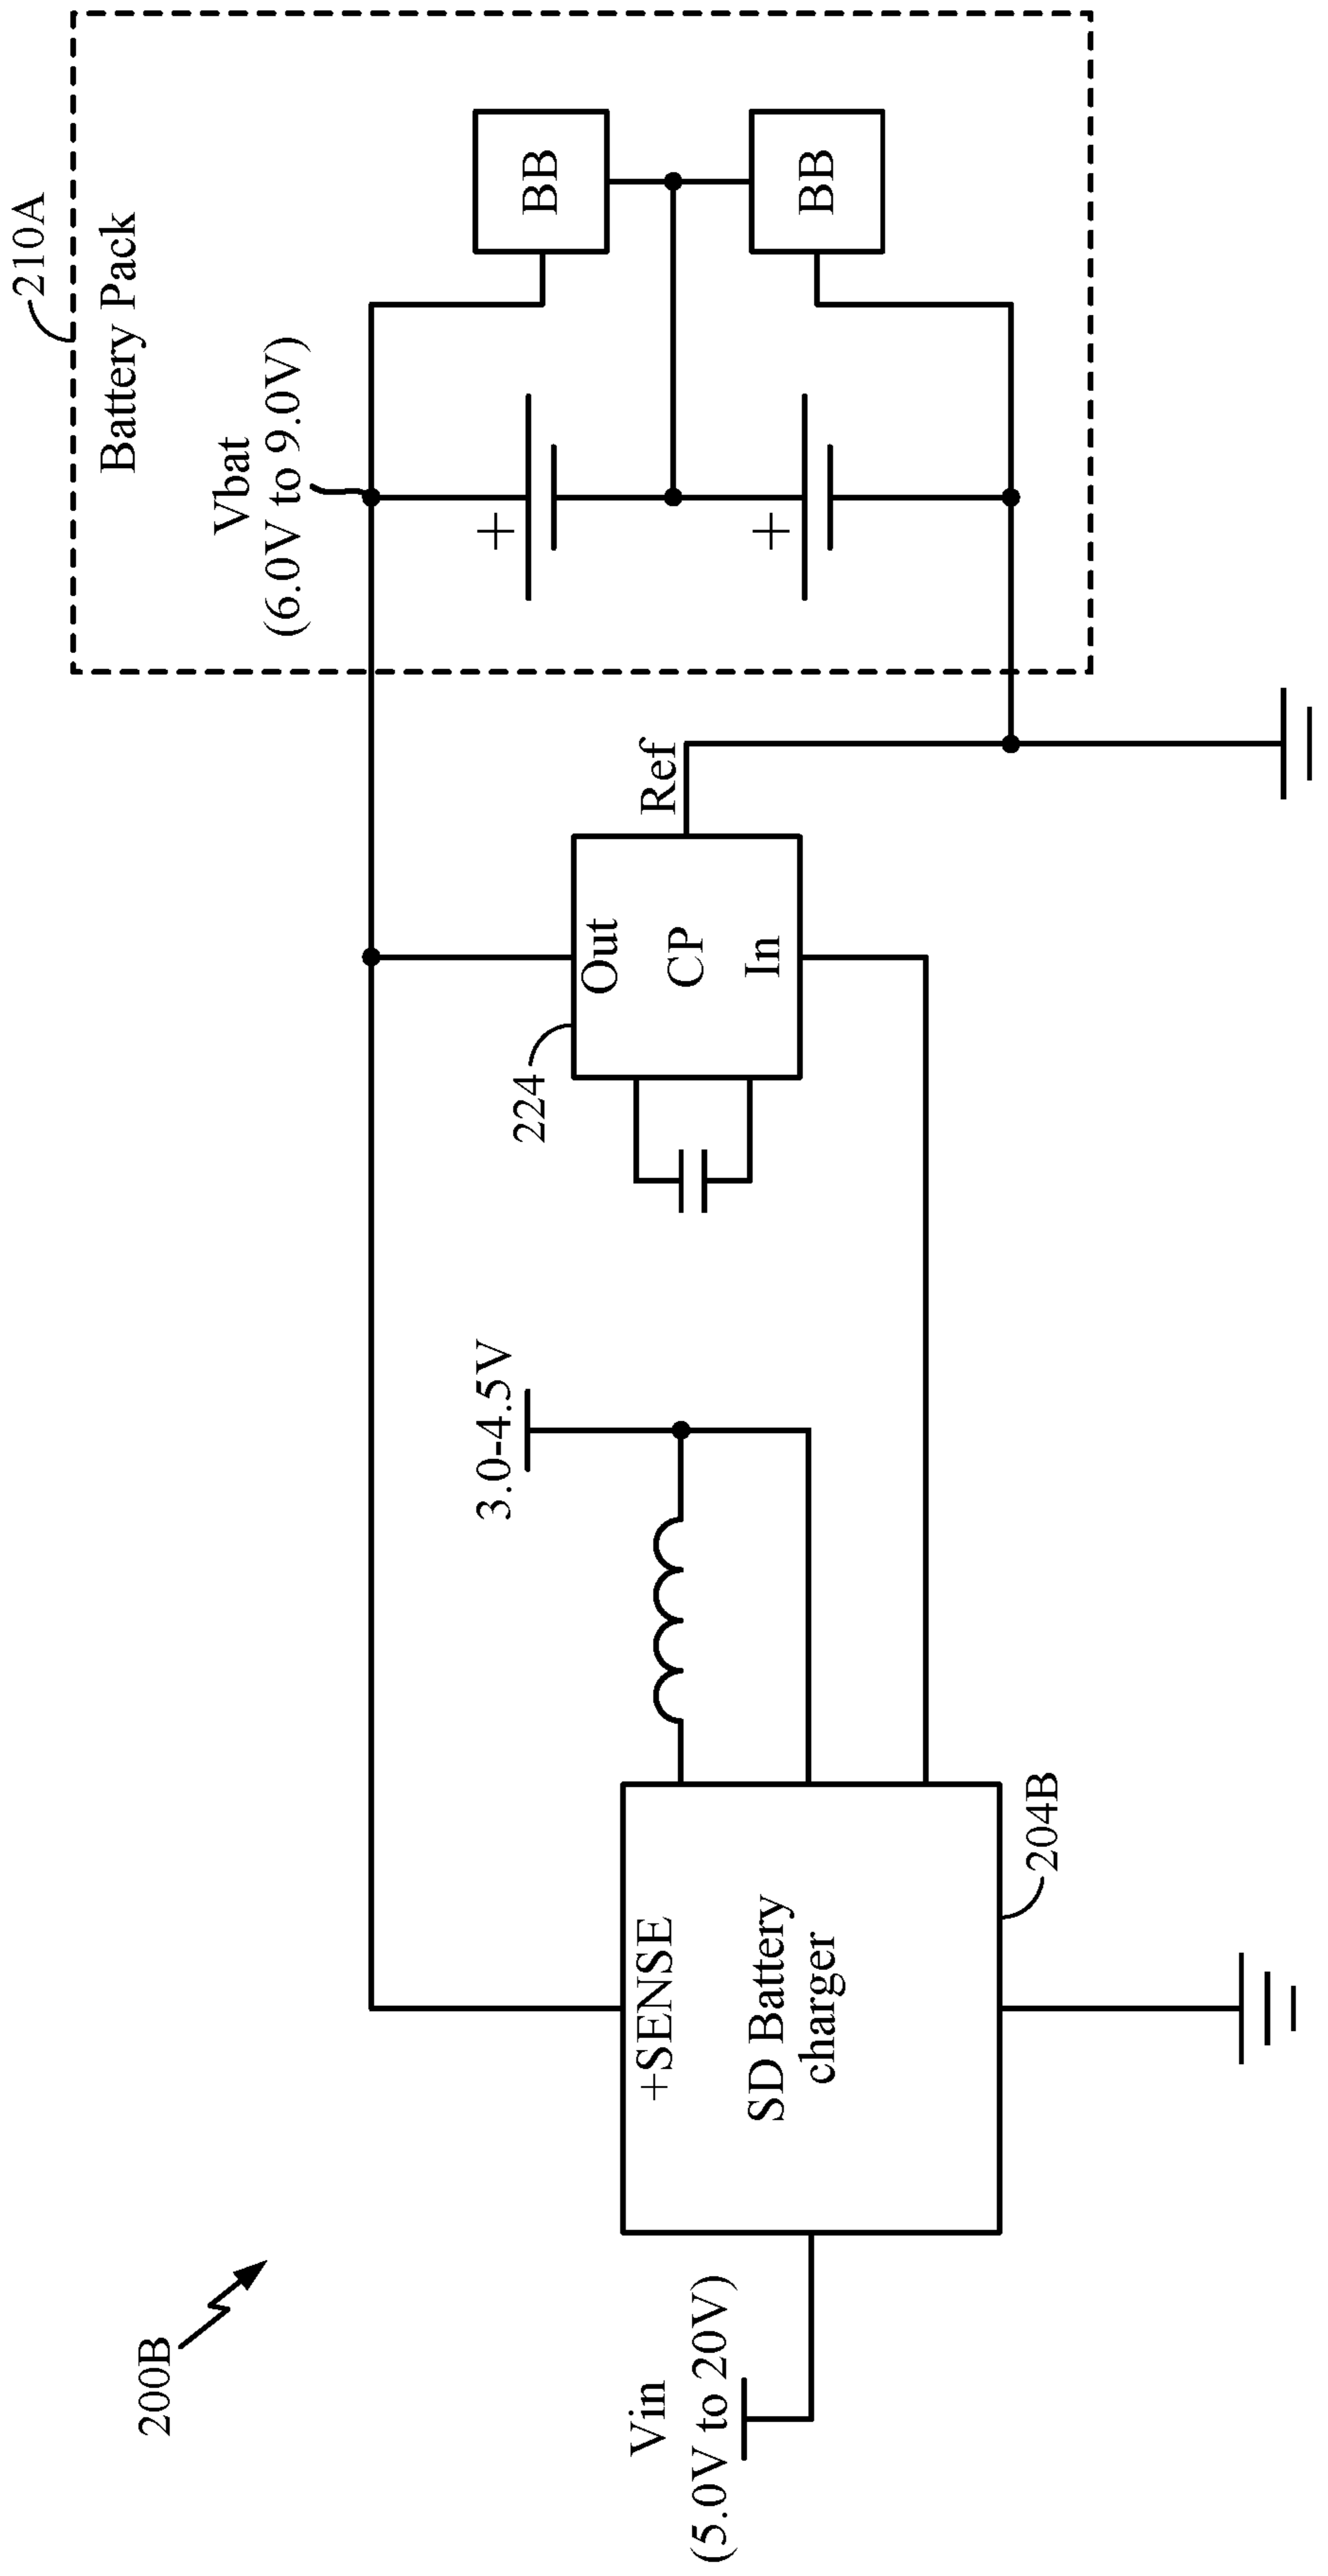 200B
210A
Battery Pack
Vbat
(6.0V to 9.0V)
BB
BB
+
+
224
Out
CP
In
Ref
3.0-4.5V
+SENSE
SD Battery
charger
204B
Vin
(5.0V to 20V)